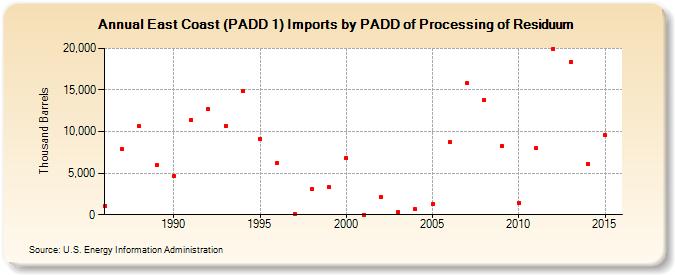 Annual East Coast (PADD 1) Imports by PADD of Processing of Residuum
Thousand Barrels
20,000
15,000
10,000
5,000
0
1990 1995 2000 2005 2010 2015
Source: U.S. Energy Information Administration